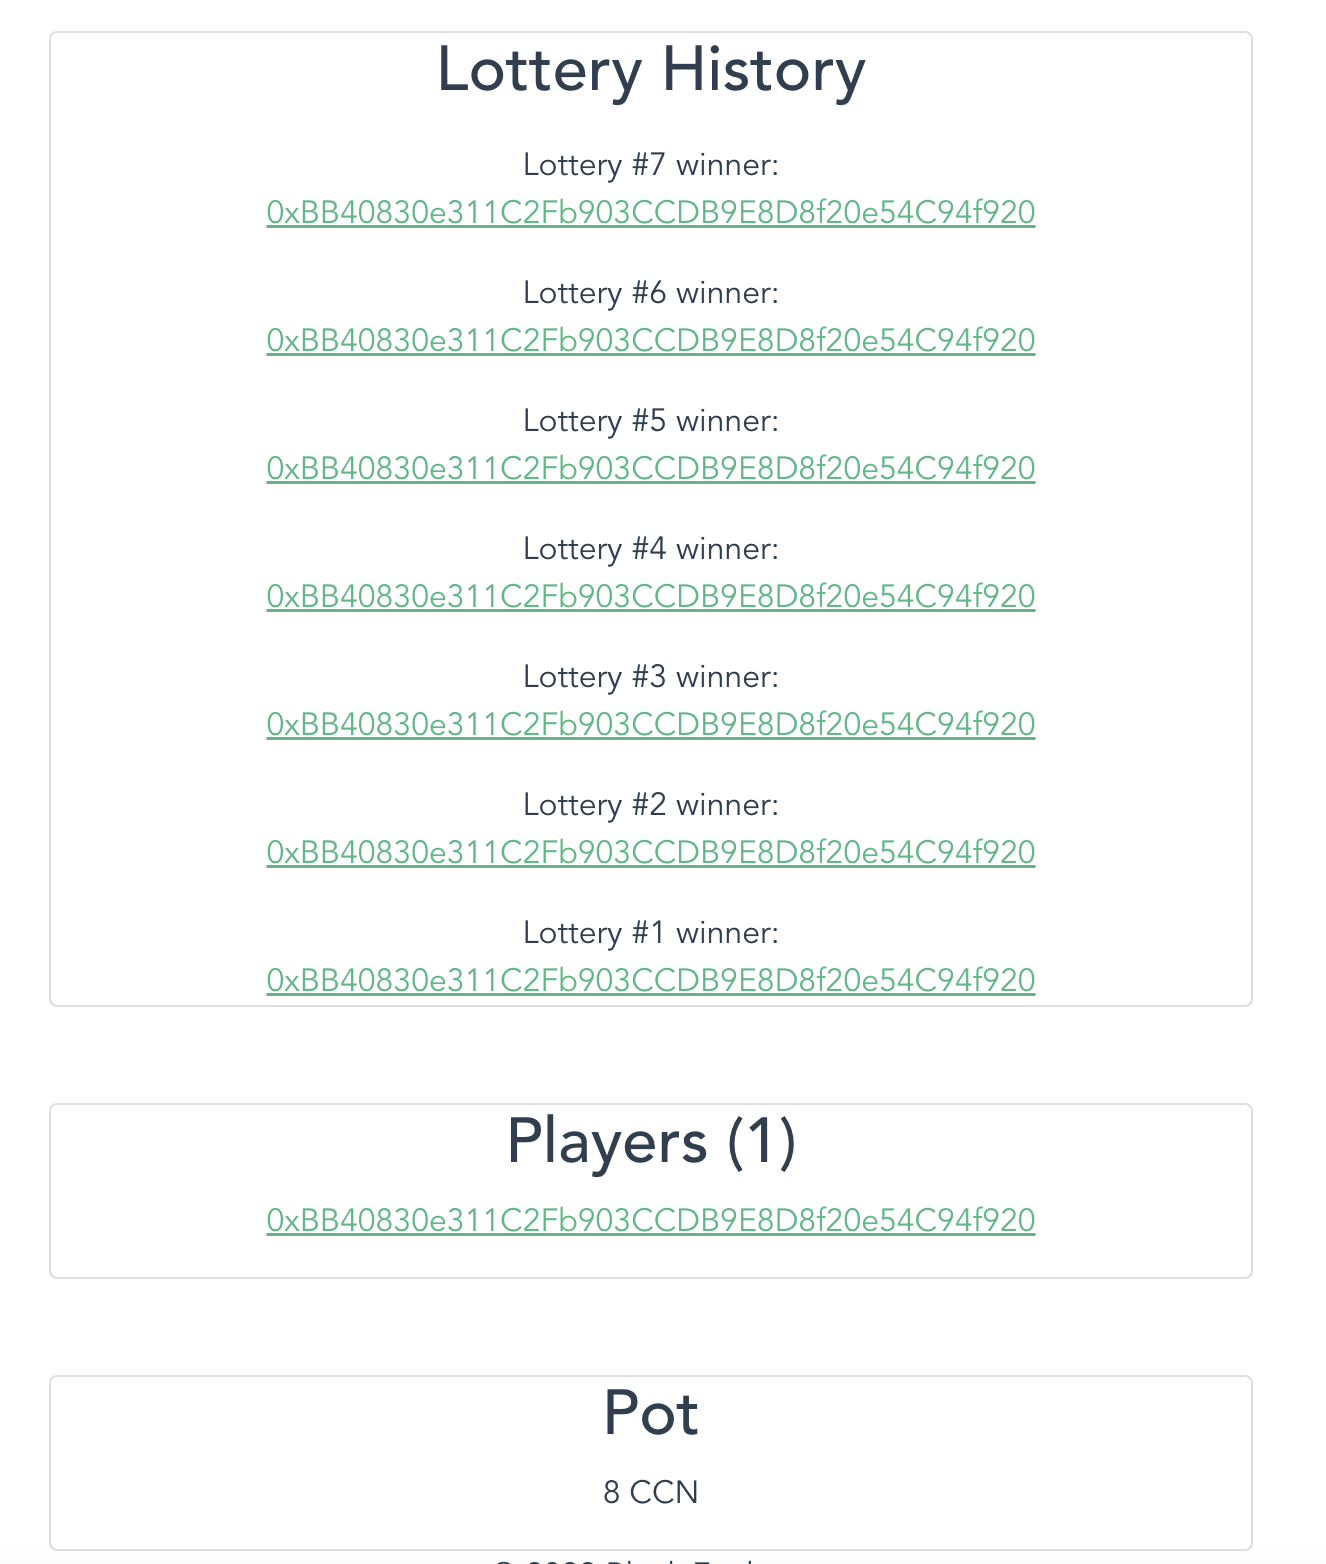 Lottery History
Lottery #7 winner:
0xBB40830e311C2Fb903CCDB9E8D8f20e54C94f920
Lottery #6 winner:
0xBB40830e311C2Fb903CCDB9E8D8f20e54C94f920
Lottery #5 winner:
0xBB40830e311C2Fb903CCDB9E8D8f20e54C94f920
Lottery #4 winner:
0xBB40830e311C2Fb903CCDB9E8D8f20e54C94f920
Lottery #3 winner:
0xBB40830e311C2Fb903CCDB9E8D8f20e54C94f920
Lottery #2 winner:
0xBB40830e311C2Fb903CCDB9E8D8f20e54C94f920
Lottery #1 winner:
0xBB40830e311C2Fb903CCDB9E8D8f20e54C94f920
Players (1)
0xBB40830e311C2Fb903CCDB9E8D8f20e54C94f920
Pot
8 CCN